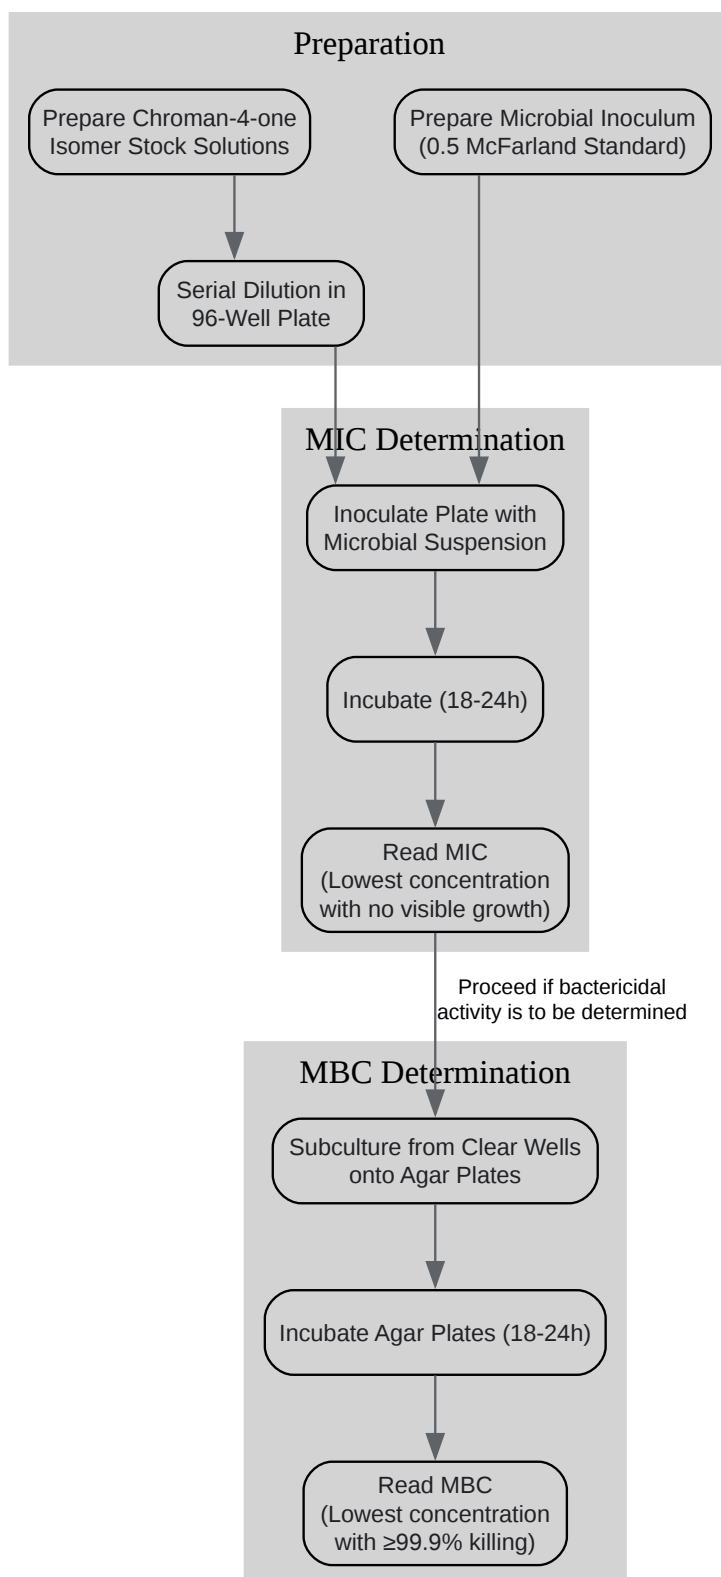 Preparation
Prepare Chroman-4-one
Isomer Stock Solutions
Prepare Microbial Inoculum
(0.5 McFarland Standard)
Serial Dilution in
96-Well Plate
MIC Determination
Inoculate Plate with
Microbial Suspension
Incubate (18-24h)
Read MIC
(Lowest concentration
with no visible growth)
Proceed if bactericidal
activity is to be determined
MBC Determination
Subculture from Clear Wells
onto Agar Plates
Incubate Agar Plates (18-24h)
Read MBC
(Lowest concentration
with ≥99.9% killing)